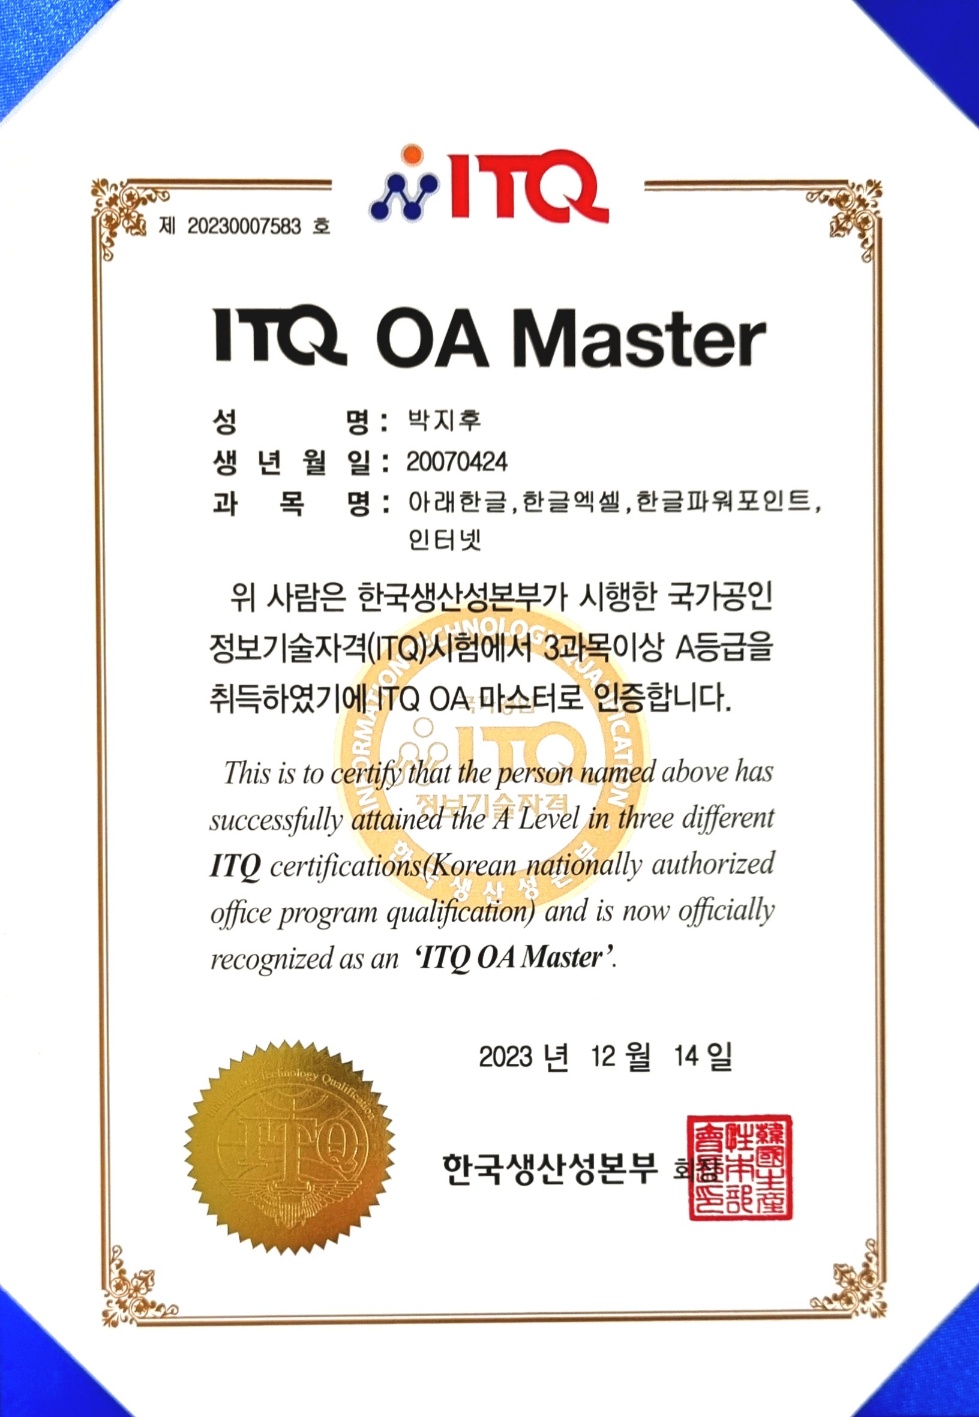 ITQ
제 20230007583 호
ITQ OA Master
성 명 : 박지후
생 년 월 일 : 20070424
과 목 명 : 아래한글,한글엑셀,한글파워포인트,
인터넷
위 사람은 한국생산성본부가 시행한 국가공인
정보기술자격(ITQ)시험에서 3과목이상 A등급을
취득하였기에 ITQ OA 마스터로 인증합니다.
INFORMATION TECHNOLOGY QUALIFICATION
국가공인
ITQ
정보기술자격
한국생산성본부
This is to certify that the person named above has
successfully attained the A Level in three different
ITQ certifications(Korean nationally authorized
office program qualification) and is now officially
recognized as an ‘ITQ OA Master’.
2023 년 12 월 14 일
Information Technology Qualification
ITQ
한국생산성본부 회장
韓國生産
性本部
會長印